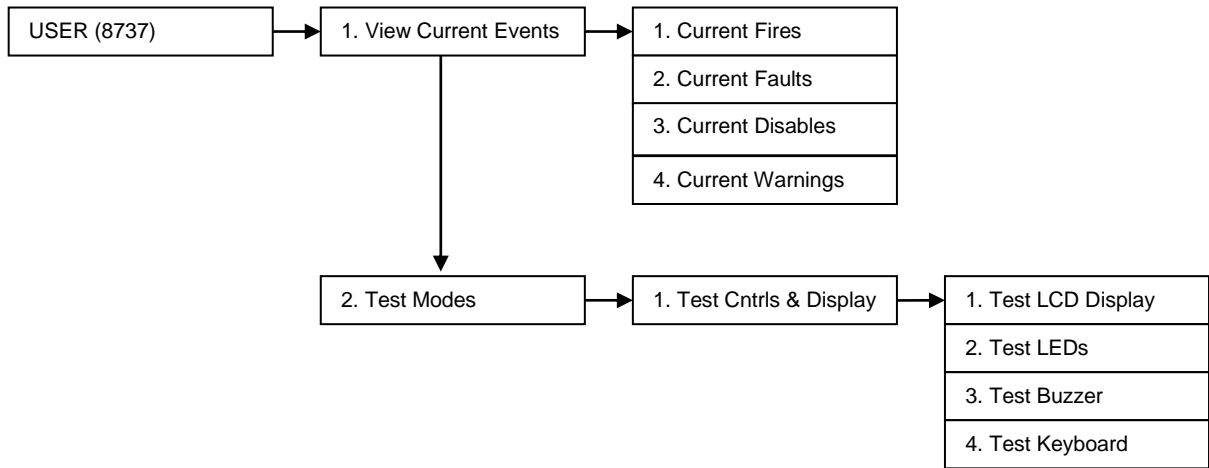 USER (8737)
1. View Current Events
1. Current Fires
2. Current Faults
3. Current Disables
4. Current Warnings
2. Test Modes
1. Test Cntrls & Display
1. Test LCD Display
2. Test LEDs
3. Test Buzzer
4. Test Keyboard